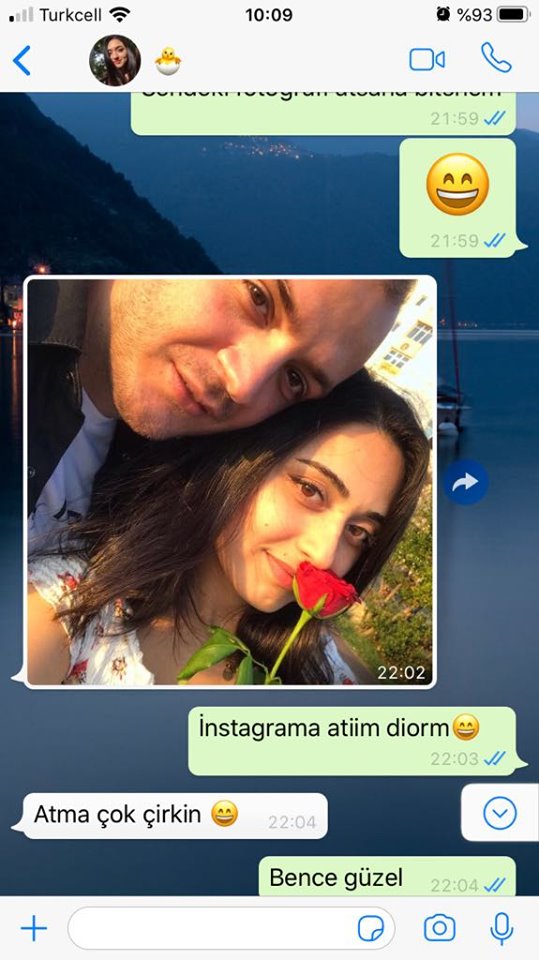 Turkcell 10:09 %93
21:59
21:59
22:02
İnstagrama atiim diorm😄
22:03
Atma çok çirkin 😄 22:04
Bence güzel 22:04